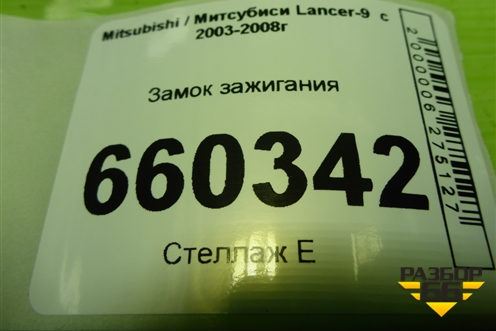 Mitsubishi / Митсубиси Lancer-9 с
2003-2008г
Замок зажигания
660342
Стеллаж Е
2000006275127
РАЗБОР
66